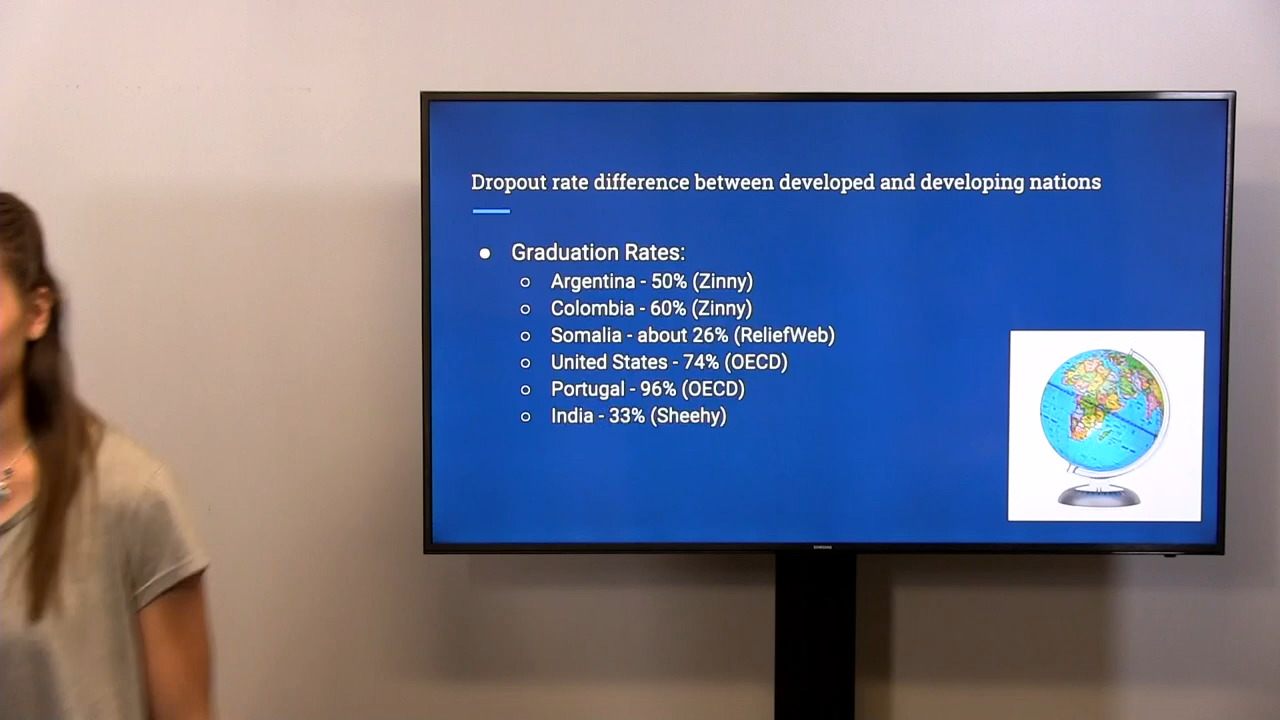 Dropout rate difference between developed and developing nations
● Graduation Rates:
○ Argentina - 50% (Zinny)
○ Colombia - 60% (Zinny)
○ Somalia - about 26% (ReliefWeb)
○ United States - 74% (OECD)
○ Portugal - 96% (OECD)
○ India - 33% (Sheehy)
SAMSUNG